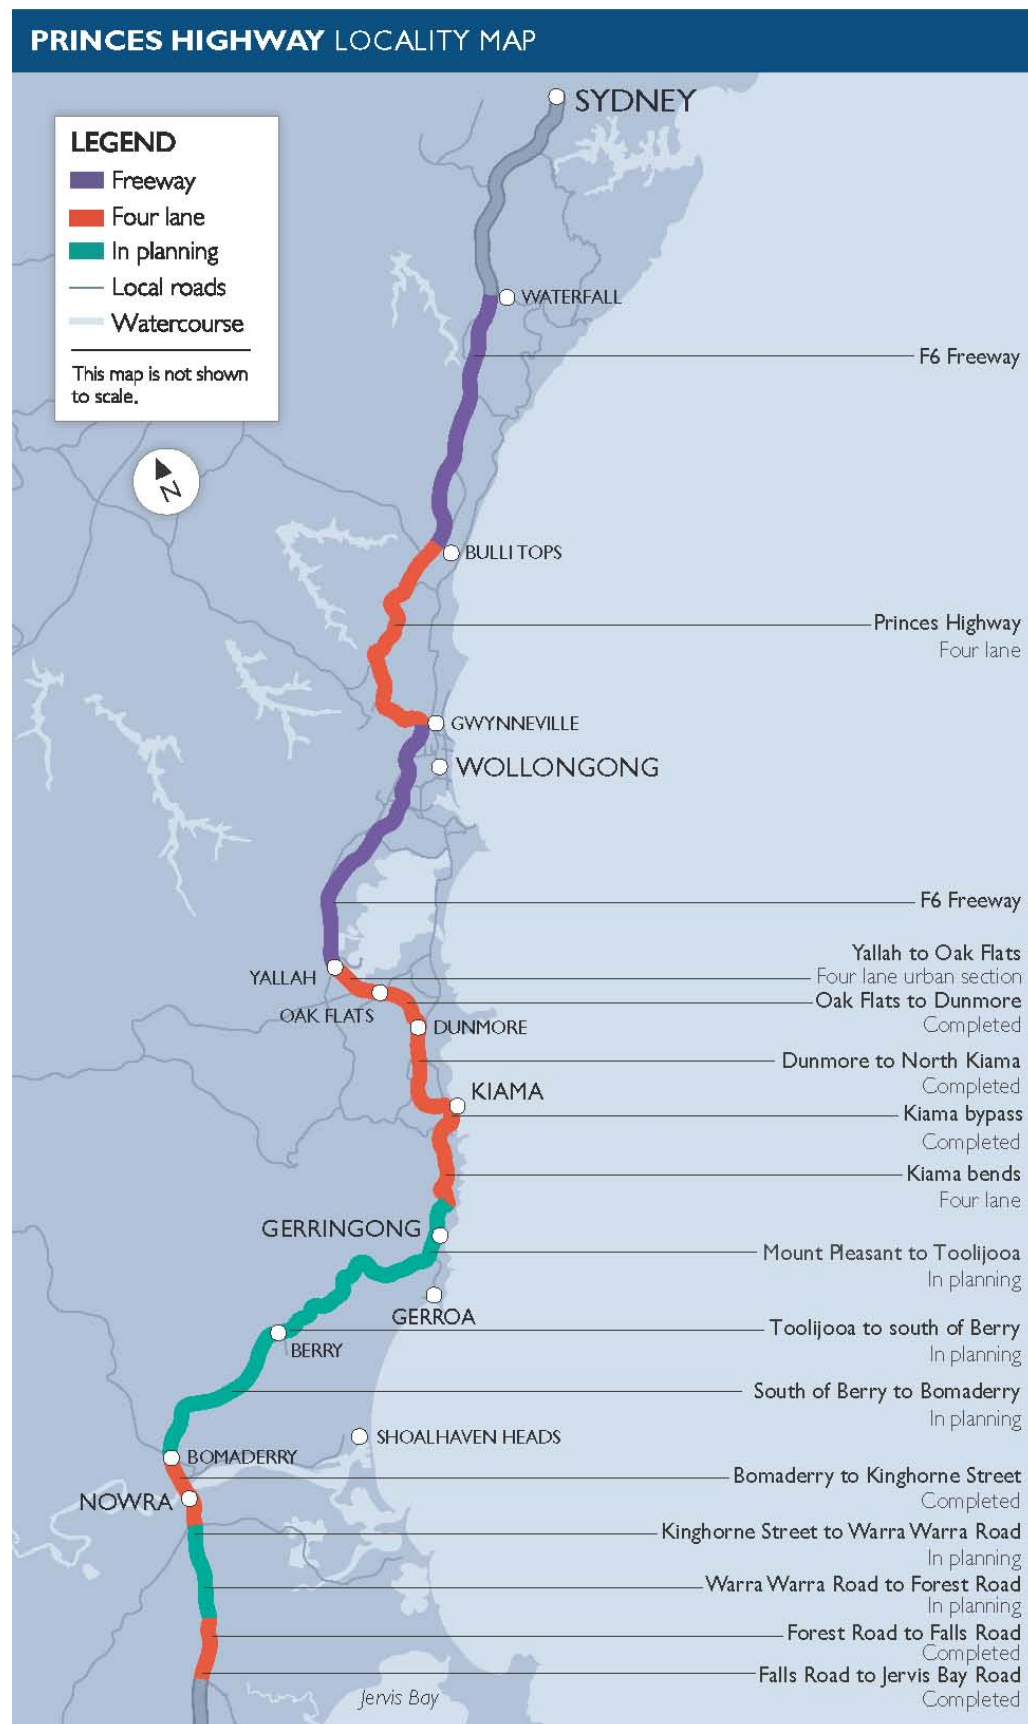 PRINCES HIGHWAY LOCALITY MAP
SYDNEY
LEGEND
Freeway
Four lane
In planning
Local roads
Watercourse
This map is not shown
to scale.
N
WATERFALL
F6 Freeway
BULLI TOPS
Princes Highway
Four lane
GWYNNEVILLE
WOLLONGONG
F6 Freeway
YALLAH
Yallah to Oak Flats
Four lane urban section
OAK FLATS
Oak Flats to Dunmore
Completed
DUNMORE
Dunmore to North Kiama
Completed
KIAMA
Kiama bypass
Completed
Kiama bends
Four lane
GERRINGONG
Mount Pleasant to Toolijooa
In planning
GERROA
Toolijooa to south of Berry
In planning
BERRY
South of Berry to Bomaderry
In planning
SHOALHAVEN HEADS
BOMADERRY
Bomaderry to Kinghorne Street
Completed
NOWRA
Kinghorne Street to Warra Warra Road
In planning
Warra Warra Road to Forest Road
In planning
Forest Road to Falls Road
Completed
Falls Road to Jervis Bay Road
Completed
Jervis Bay